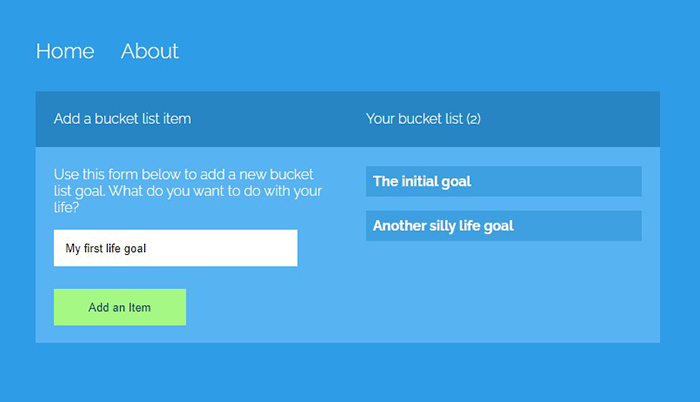 Home About
Add a bucket list item
Your bucket list (2)
Use this form below to add a new bucket
list goal. What do you want to do with your
life?
My first life goal
Add an Item
The initial goal
Another silly life goal